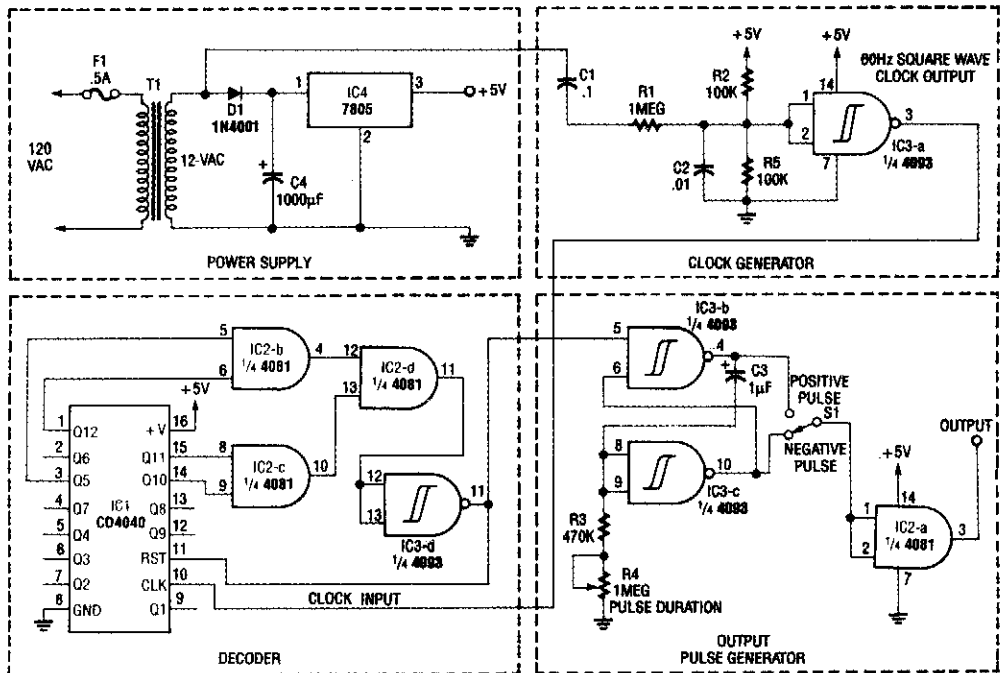 F1
.5A
T1
120
VAC
12-VAC
D1
1N4001
C4
1000µF
+
1
IC4
7805
3
2
+5V
POWER SUPPLY
C1
.1
R1
1MEG
+5V
R2
100K
C2
.01
R5
100K
+5V
60Hz SQUARE WAVE
CLOCK OUTPUT
14
1
2
3
7
IC3-a
1/4 4093
CLOCK GENERATOR
5
6
IC2-b
1/4 4081
4
12
13
IC2-d
1/4 4081
11
+5V
8
9
IC2-c
1/4 4081
10
12
13
11
IC3-d
1/4 4093
1 Q12
2 Q6
3 Q5
4 Q7
5 Q4
6 Q3
7 Q2
8 GND
IC1
CD4040
+V 16
Q11 15
Q10 14
Q8 13
Q9 12
RST 11
CLK 10
Q1 9
CLOCK INPUT
DECODER
IC3-b
1/4 4093
5
6
4
+
C3
1µF
8
9
10
IC3-c
1/4 4093
R3
470K
R4
1MEG
PULSE DURATION
POSITIVE
PULSE
S1
NEGATIVE
PULSE
OUTPUT
+5V
14
1
2
IC2-a
1/4 4081
3
7
OUTPUT
PULSE GENERATOR